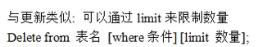 与更新类似: 可以通过 limit 来限制数量
Delete from 表名 [where 条件] [limit 数量];